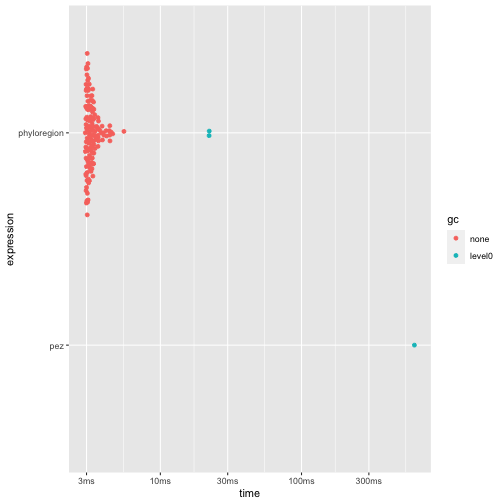 expression
phyloregion
pez
3ms 10ms 30ms 100ms 300ms
time
gc
none
level0